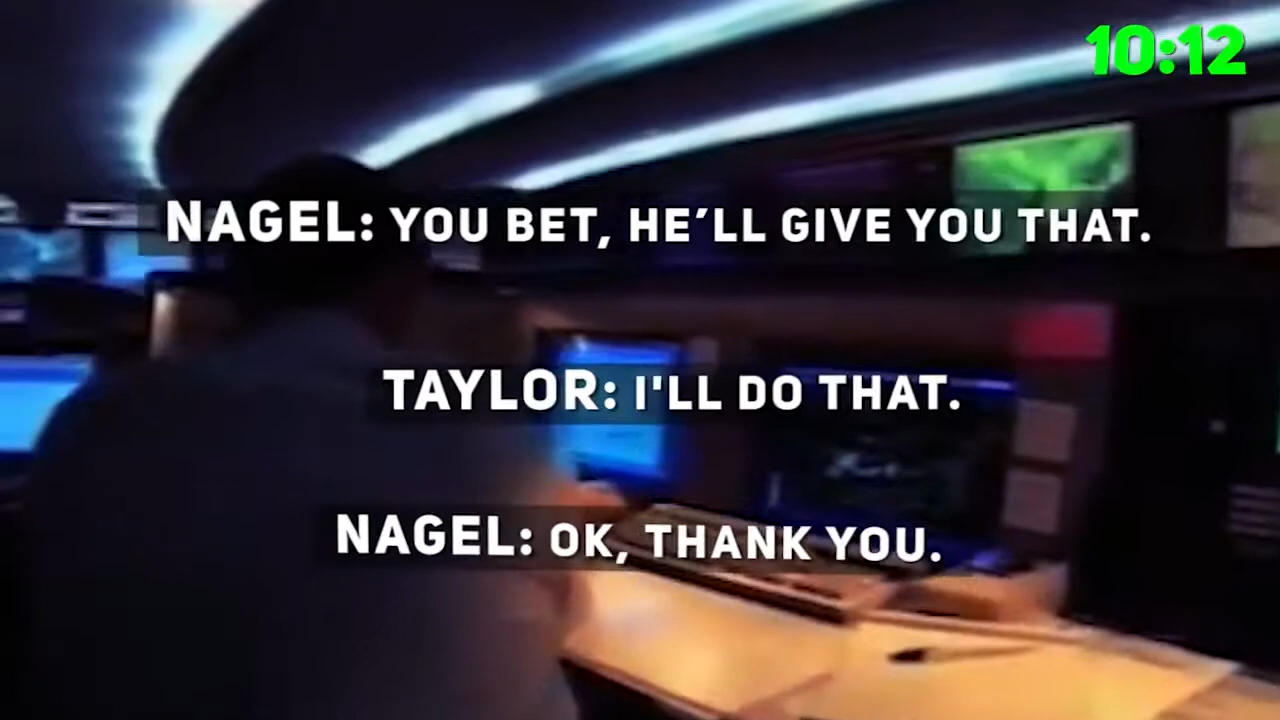 10:12
NAGEL: YOU BET, HE’LL GIVE YOU THAT.
TAYLOR: I'LL DO THAT.
NAGEL: OK, THANK YOU.